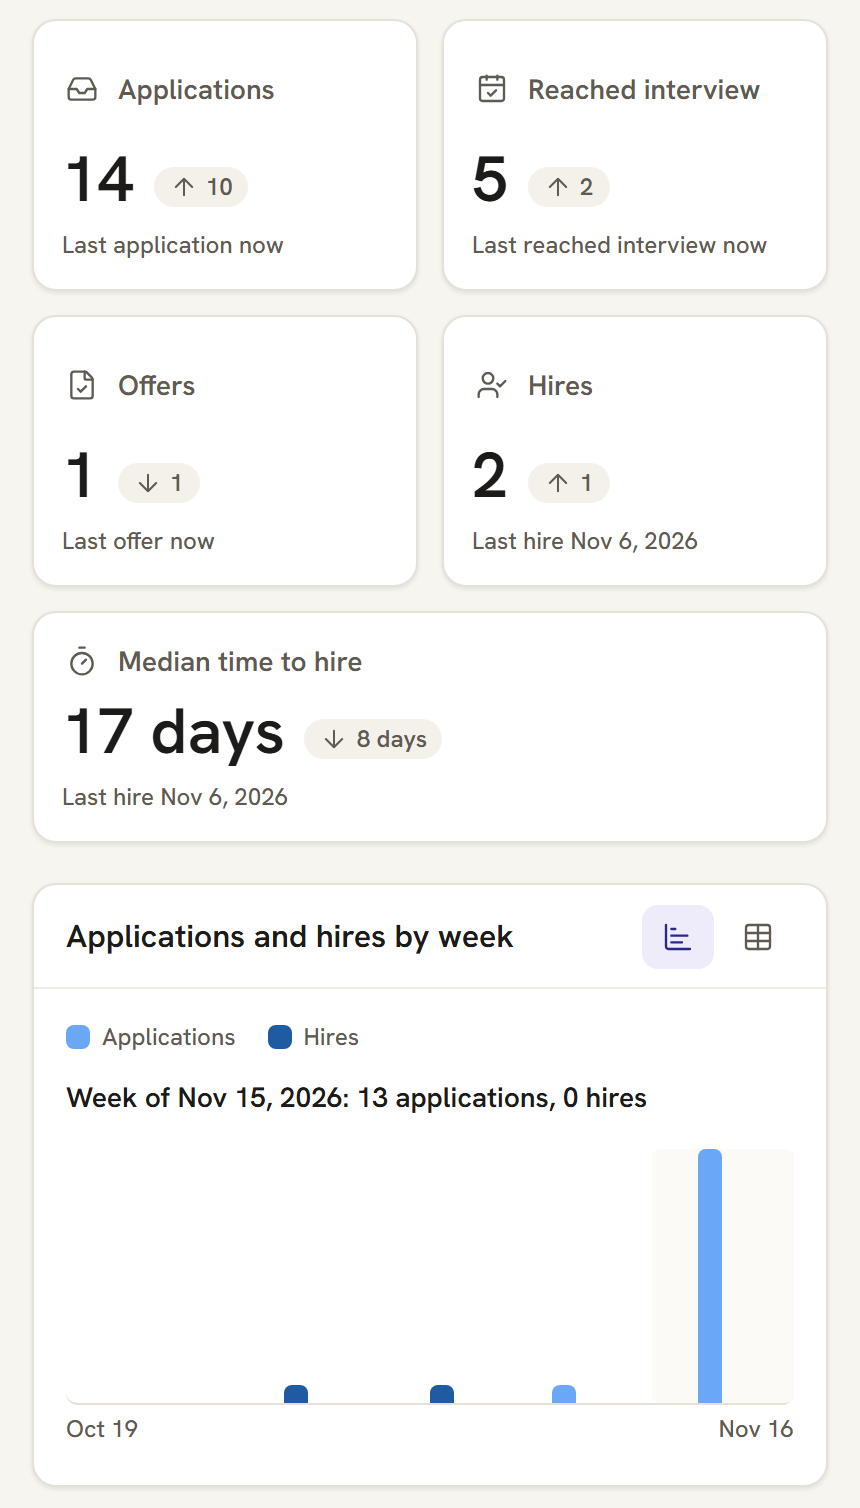 Applications
14
↑ 10
Last application now
Reached interview
5
↑ 2
Last reached interview now
Offers
1
↓ 1
Last offer now
Hires
2
↑ 1
Last hire Nov 6, 2026
Median time to hire
17 days
↓ 8 days
Last hire Nov 6, 2026
Applications and hires by week
Applications
Hires
Week of Nov 15, 2026: 13 applications, 0 hires
Oct 19
Nov 16